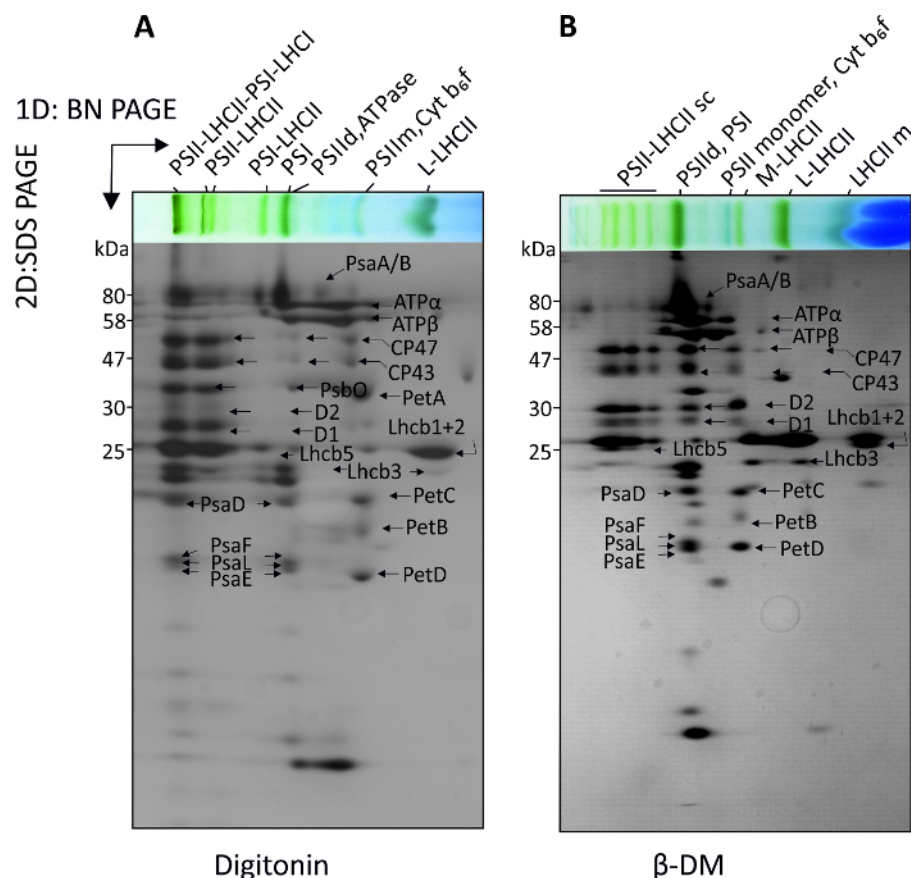 A
B
1D: BN PAGE
2D:SDS PAGE
PSII-LHCII-PSI-LHCI
PSII-LHCII
PSI-LHCII
PSI
PSIId,ATPase
PSIIm,Cyt b₆f
L-LHCII
kDa
80
58
47
30
25
PsaA/B
ATPα
ATPβ
CP47
CP43
PsbO
PetA
D2
D1
Lhcb1+2
Lhcb5
Lhcb3
PsaD
PetC
PetB
PsaF
PsaL
PsaE
PetD
Digitonin
PSII-LHCII sc
PSIId, PSI
PSII monomer, Cyt b₆f
M-LHCII
L-LHCII
LHCII m
kDa
80
58
47
30
25
PsaA/B
ATPα
ATPβ
CP47
CP43
D2
D1
Lhcb1+2
Lhcb5
Lhcb3
PsaD
PetC
PetB
PsaF
PsaL
PsaE
PetD
β-DM